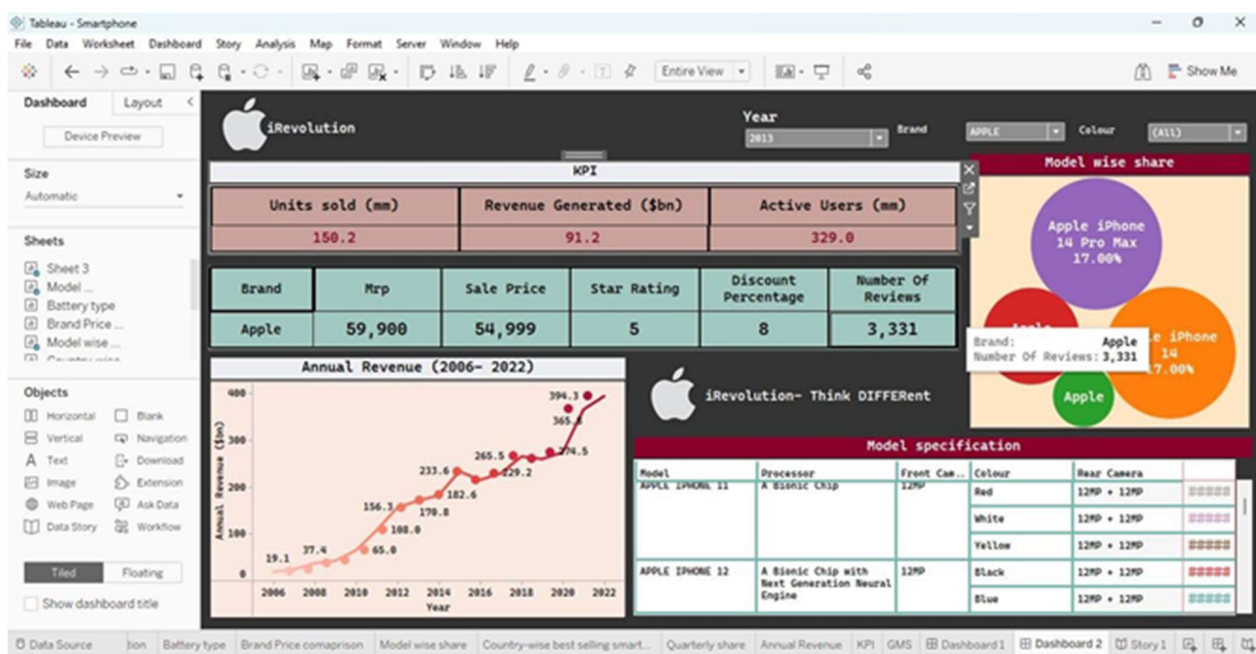 Tableau - Smartphone
File Data Worksheet Dashboard Story Analysis Map Format Server Window Help
Entire View
Show Me
Dashboard Layout
Device Preview
Size
Automatic
Sheets
Sheet 3
Model ...
Battery type
Brand Price ...
Model wise ...
Objects
Horizontal Blank
Vertical Navigation
Text Download
Image Extension
Web Page Ask Data
Data Story Workflow
Tiled Floating
Show dashboard title
iRevolution
Year
2013
Brand APPLE
Colour (All)
KPI
Units sold (mm) Revenue Generated ($bn) Active Users (mm)
150.2 91.2 329.0
Brand Mrp Sale Price Star Rating Discount Percentage Number Of Reviews
Apple 59,900 54,999 5 8 3,331
Model wise share
Apple iPhone
14 Pro Max
17.00%
iPhone
14
17.00%
Apple
Brand: Apple
Number Of Reviews: 3,331
Annual Revenue (2006- 2022)
Annual Revenue ($bn)
400
300
200
100
0
19.1
37.4
65.0
108.0
156.3
170.8
182.6
233.6
229.2
265.5
274.5
394.3
2006 2008 2010 2012 2014 2016 2018 2020 2022
Year
iRevolution- Think DIFFERent
Model specification
Model Processor Front Cam.. Colour Rear Camera
APPLE IPHONE 11 A Bionic Chip 12MP Red 12MP + 12MP #####
White 12MP + 12MP #####
Yellow 12MP + 12MP #####
APPLE IPHONE 12 A Bionic Chip with Next Generation Neural Engine 12MP Black 12MP + 12MP #####
Blue 12MP + 12MP #####
Data Source tion Battery type Brand Price comaprison Model wise share Country-wise best selling smart... Quarterly share Annual Revenue KPI GMS Dashboard 1 Dashboard 2 Story 1